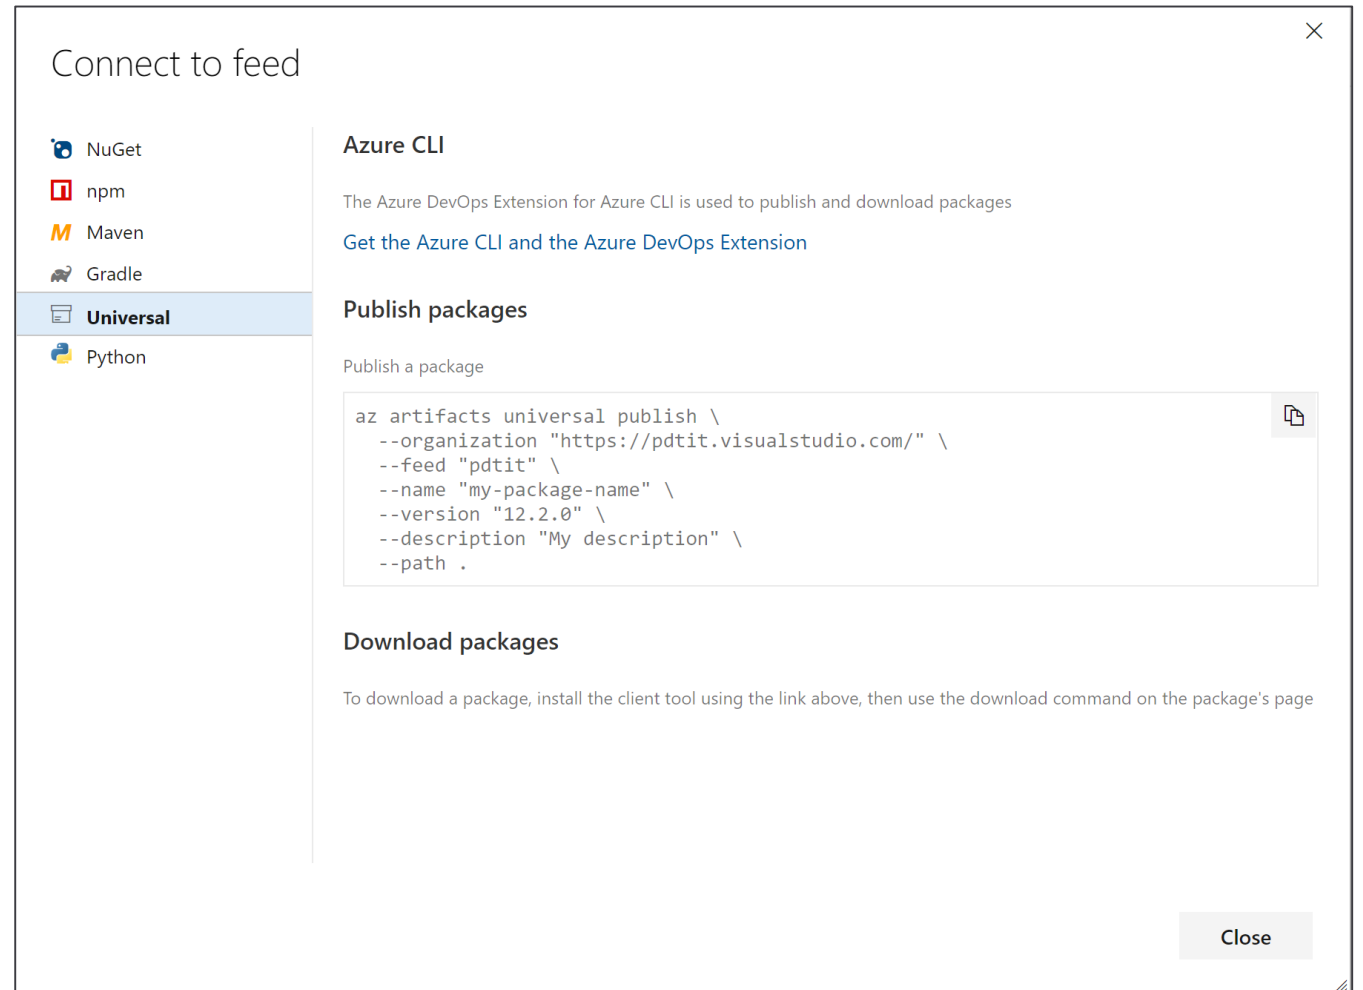 Connect to feed
NuGet
npm
Maven
Gradle
Universal
Python
Azure CLI
The Azure DevOps Extension for Azure CLI is used to publish and download packages
Get the Azure CLI and the Azure DevOps Extension
Publish packages
Publish a package
az artifacts universal publish \
--organization "https://pdtit.visualstudio.com/" \
--feed "pdtit" \
--name "my-package-name" \
--version "12.2.0" \
--description "My description" \
--path .
Download packages
To download a package, install the client tool using the link above, then use the download command on the package's page
Close